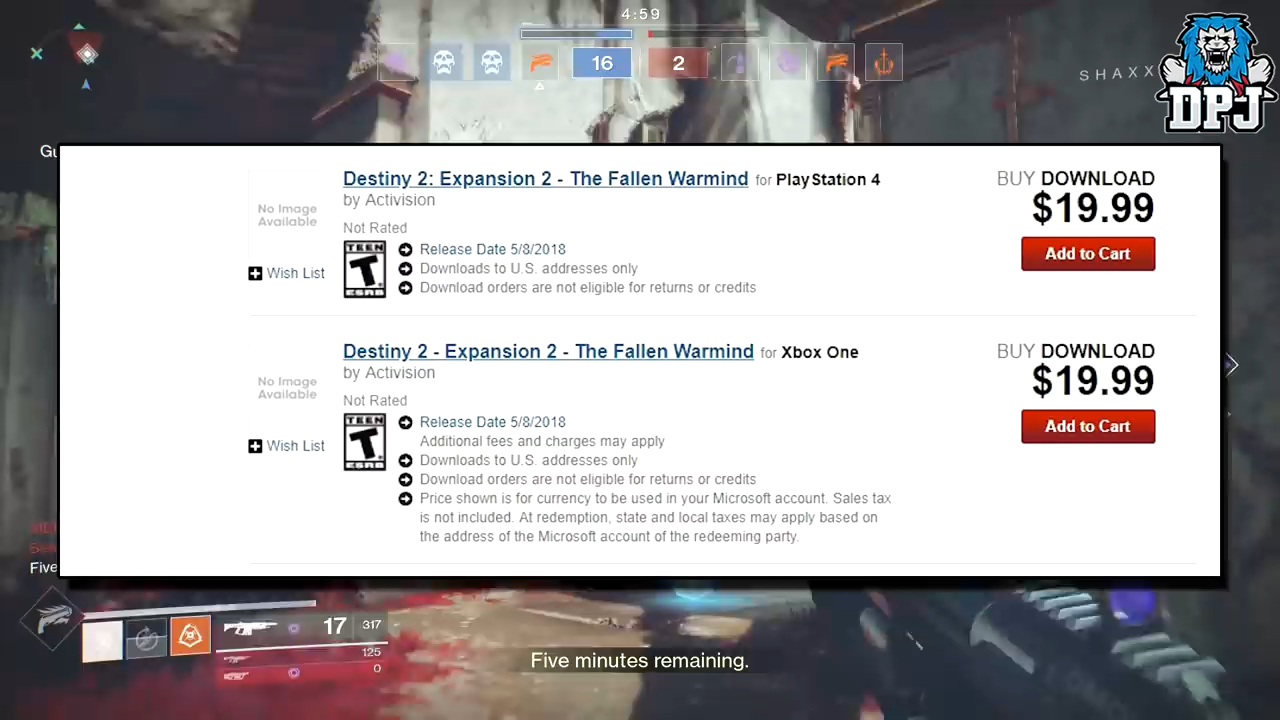 4:59
16
2
SHAXX
DPJ
Gu
No Image
Available
Wish List
Destiny 2: Expansion 2 - The Fallen Warmind for PlayStation 4
by Activision
Not Rated
TEEN
T
ESRB
Release Date 5/8/2018
Downloads to U.S. addresses only
Download orders are not eligible for returns or credits
BUY DOWNLOAD
$19.99
Add to Cart
No Image
Available
Wish List
Destiny 2 - Expansion 2 - The Fallen Warmind for Xbox One
by Activision
Not Rated
TEEN
T
ESRB
Release Date 5/8/2018
Additional fees and charges may apply
Downloads to U.S. addresses only
Download orders are not eligible for returns or credits
Price shown is for currency to be used in your Microsoft account. Sales tax
is not included. At redemption, state and local taxes may apply based on
the address of the Microsoft account of the redeeming party.
BUY DOWNLOAD
$19.99
Add to Cart
Five
17 317
125
0
Five minutes remaining.